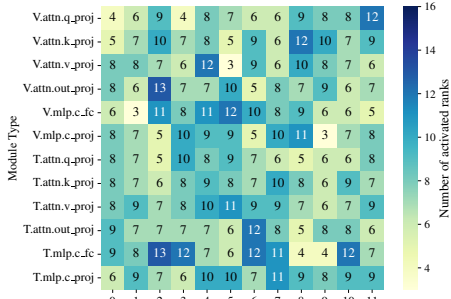 V.attn.q_proj 4 6 9 4 8 7 6 6 9 8 8 12
V.attn.k_proj 5 7 10 7 8 5 9 6 12 10 7 9
V.attn.v_proj 8 8 7 6 12 3 9 6 10 8 7 6
V.attn.out_proj 8 6 13 7 7 10 5 8 7 9 6 7
V.mlp.c_fc 6 3 11 8 11 12 10 8 9 6 6 5
V.mlp.c_proj 8 7 5 10 9 9 5 10 11 3 7 8
T.attn.q_proj 8 7 5 10 8 9 7 6 5 6 6 8
T.attn.k_proj 8 7 6 8 9 8 7 10 8 6 9 7
T.attn.v_proj 8 9 7 8 10 11 9 9 7 6 7 9
T.attn.out_proj 9 7 7 7 7 6 12 8 5 8 8 6
T.mlp.c_fc 9 8 13 12 7 6 12 11 4 4 12 7
T.mlp.c_proj 6 9 7 6 10 10 7 11 9 8 9 9
Module Type
16
14
12
10
8
6
4
Number of activated ranks